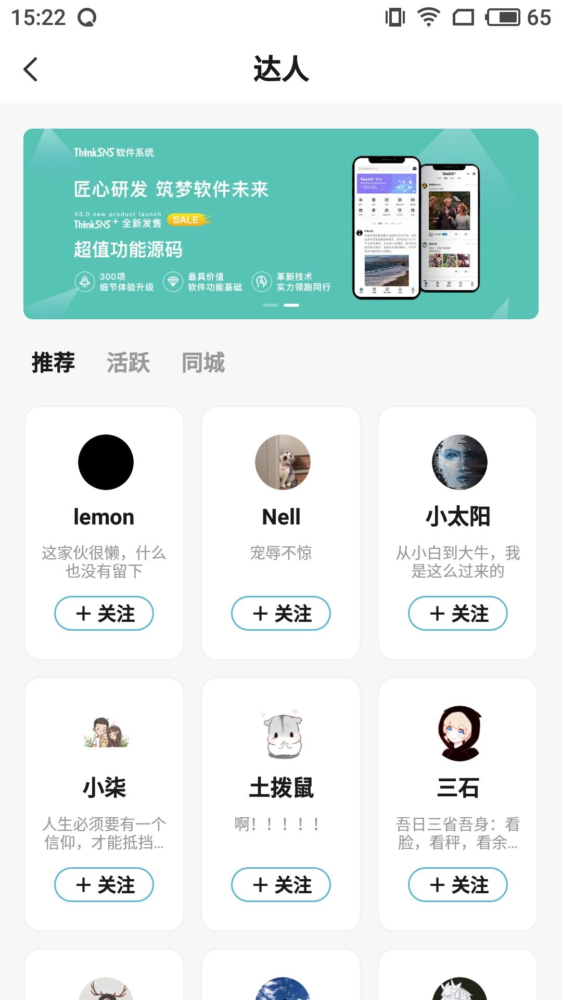 15:22
65
达人
ThinkSNS 软件系统
匠心研发 筑梦软件未来
V3.0 new product launch
ThinkSNS+ 全新发售 SALE
超值功能源码
300项
细节体验升级
最具价值
软件功能基础
革新技术
实力领跑同行
推荐 活跃 同城
lemon
这家伙很懒，什么
也没有留下
+ 关注
Nell
宠辱不惊
+ 关注
小太阳
从小白到大牛，我
是这么过来的
+ 关注
小柒
人生必须要有一个
信仰，才能抵挡...
+ 关注
土拨鼠
啊！！！！！
+ 关注
三石
吾日三省吾身：看
脸，看秤，看余...
+ 关注